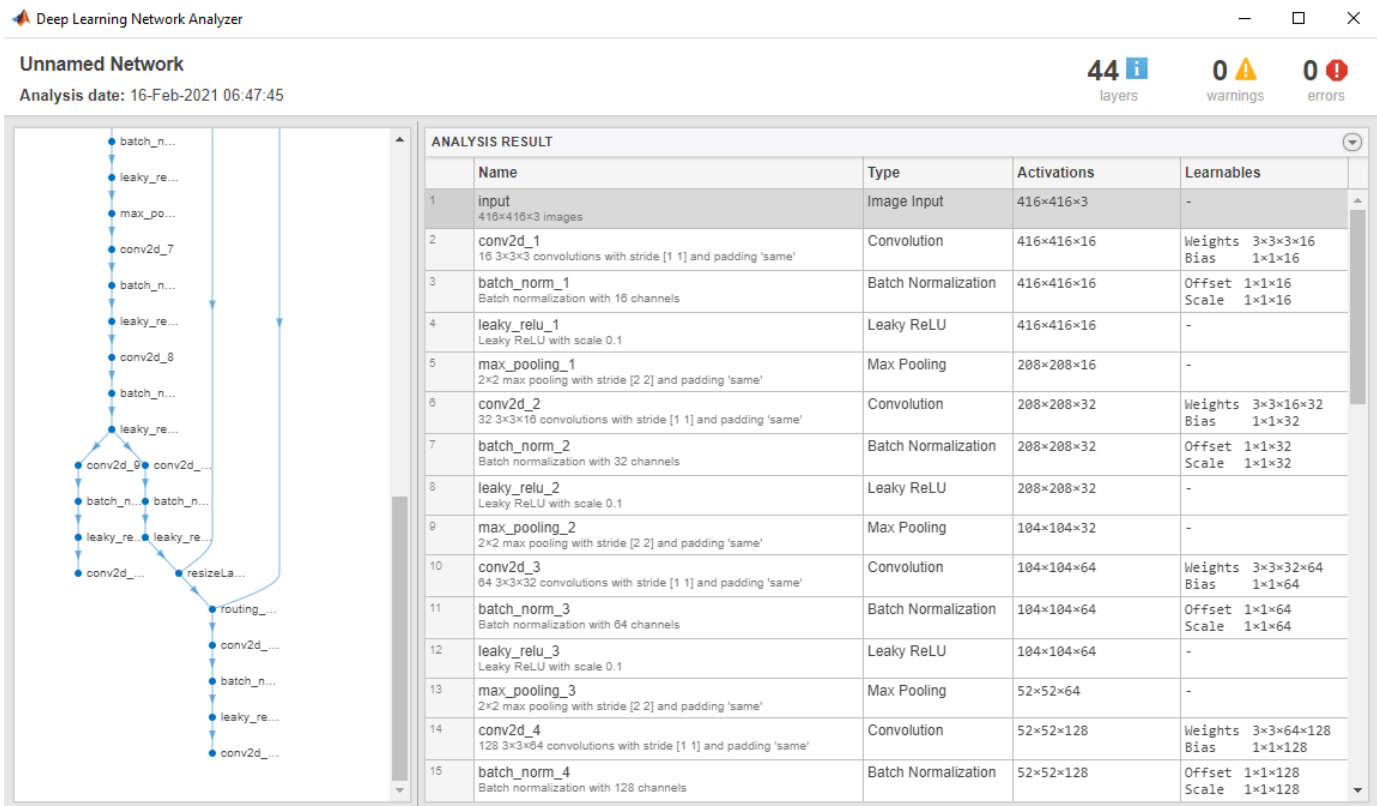 Deep Learning Network Analyzer
Unnamed Network
Analysis date: 16-Feb-2021 06:47:45
44 i
layers
0
warnings
0
errors
batch_n...
leaky_re...
max_po...
conv2d_7
batch_n...
leaky_re...
conv2d_8
batch_n...
leaky_re...
conv2d_9 conv2d_...
batch_n... batch_n...
leaky_re... leaky_re...
conv2d_... resizeLa...
routing_...
conv2d_...
batch_n...
leaky_re...
conv2d_...
ANALYSIS RESULT
Name Type Activations Learnables
1 input Image Input 416×416×3 -
416×416×3 images
2 conv2d_1 Convolution 416×416×16 Weights 3×3×3×16
16 3×3×3 convolutions with stride [1 1] and padding 'same' Bias 1×1×16
3 batch_norm_1 Batch Normalization 416×416×16 Offset 1×1×16
Batch normalization with 16 channels Scale 1×1×16
4 leaky_relu_1 Leaky ReLU 416×416×16 -
Leaky ReLU with scale 0.1
5 max_pooling_1 Max Pooling 208×208×16 -
2×2 max pooling with stride [2 2] and padding 'same'
6 conv2d_2 Convolution 208×208×32 Weights 3×3×16×32
32 3×3×16 convolutions with stride [1 1] and padding 'same' Bias 1×1×32
7 batch_norm_2 Batch Normalization 208×208×32 Offset 1×1×32
Batch normalization with 32 channels Scale 1×1×32
8 leaky_relu_2 Leaky ReLU 208×208×32 -
Leaky ReLU with scale 0.1
9 max_pooling_2 Max Pooling 104×104×32 -
2×2 max pooling with stride [2 2] and padding 'same'
10 conv2d_3 Convolution 104×104×64 Weights 3×3×32×64
64 3×3×32 convolutions with stride [1 1] and padding 'same' Bias 1×1×64
11 batch_norm_3 Batch Normalization 104×104×64 Offset 1×1×64
Batch normalization with 64 channels Scale 1×1×64
12 leaky_relu_3 Leaky ReLU 104×104×64 -
Leaky ReLU with scale 0.1
13 max_pooling_3 Max Pooling 52×52×64 -
2×2 max pooling with stride [2 2] and padding 'same'
14 conv2d_4 Convolution 52×52×128 Weights 3×3×64×128
128 3×3×64 convolutions with stride [1 1] and padding 'same' Bias 1×1×128
15 batch_norm_4 Batch Normalization 52×52×128 Offset 1×1×128
Batch normalization with 128 channels Scale 1×1×128